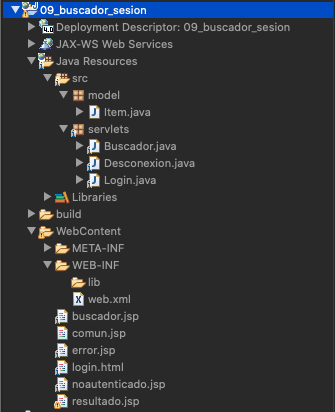 09_buscador_sesion
Deployment Descriptor: 09_buscador_sesion
JAX-WS Web Services
Java Resources
src
model
Item.java
servlets
Buscador.java
Desconexion.java
Login.java
Libraries
build
WebContent
META-INF
WEB-INF
lib
web.xml
buscador.jsp
comun.jsp
error.jsp
login.html
noautenticado.jsp
resultado.jsp